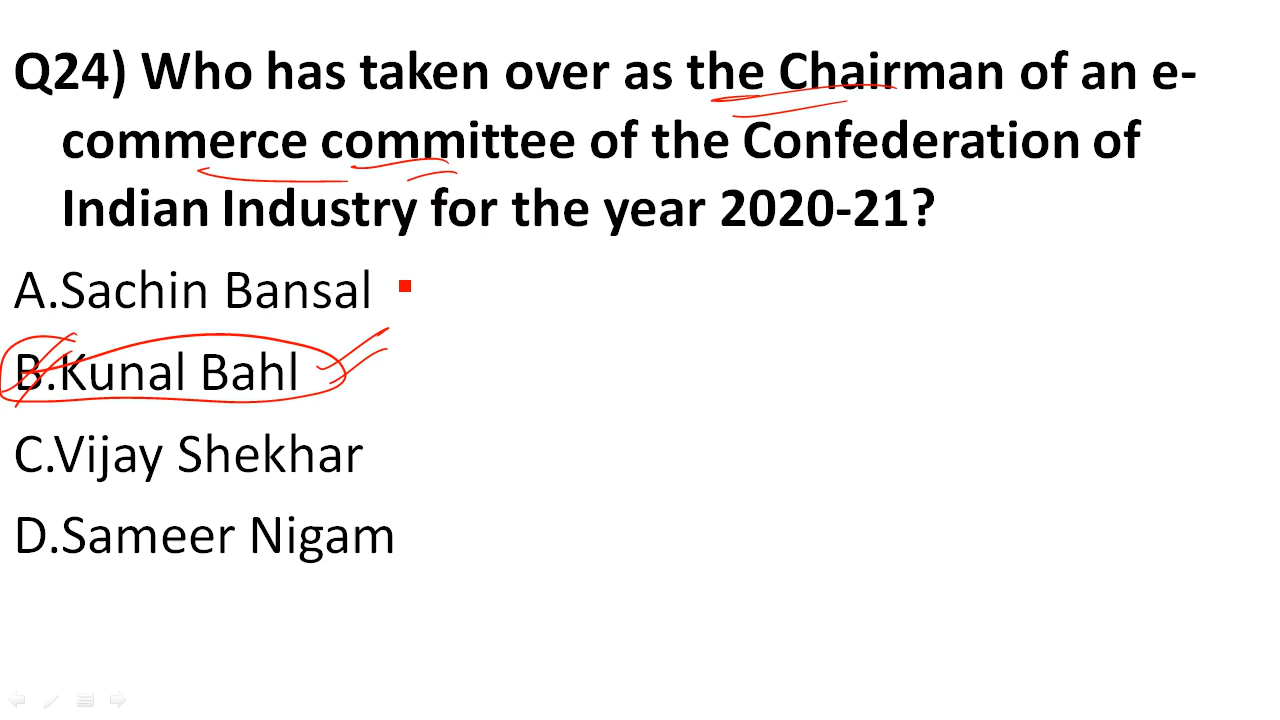 Q24) Who has taken over as the Chairman of an e-
commerce committee of the Confederation of
Indian Industry for the year 2020-21?
A.Sachin Bansal
B.Kunal Bahl
C.Vijay Shekhar
D.Sameer Nigam